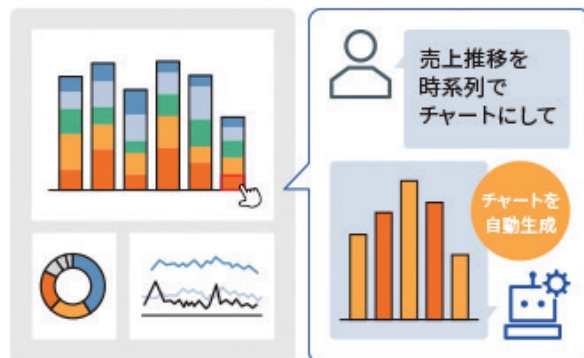 売上推移を
時系列で
チャートにして
チャートを
自動生成